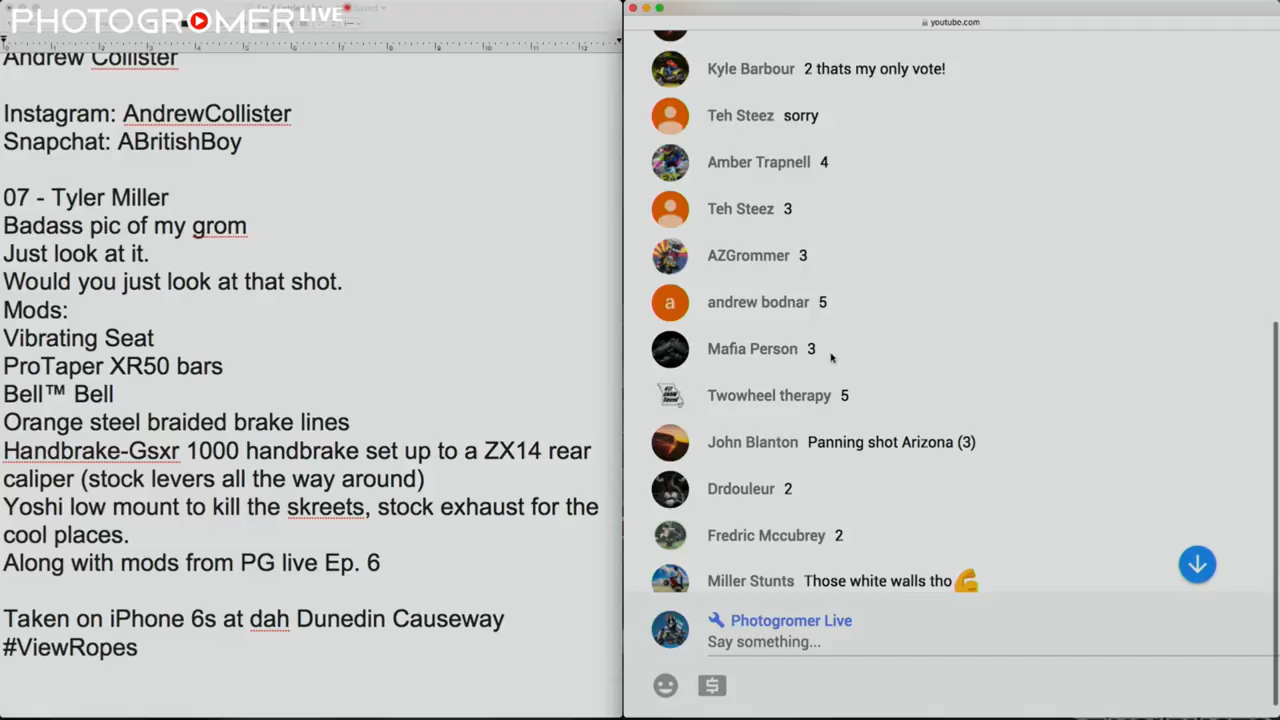 PHOTOGROMER LIVE
Saved
Andrew Collister
Instagram: AndrewCollister
Snapchat: ABritishBoy
07 - Tyler Miller
Badass pic of my grom
Just look at it.
Would you just look at that shot.
Mods:
Vibrating Seat
ProTaper XR50 bars
Bell™ Bell
Orange steel braided brake lines
Handbrake-Gsxr 1000 handbrake set up to a ZX14 rear
caliper (stock levers all the way around)
Yoshi low mount to kill the skreets, stock exhaust for the
cool places.
Along with mods from PG live Ep. 6
Taken on iPhone 6s at dah Dunedin Causeway
#ViewRopes
youtube.com
Kyle Barbour 2 thats my only vote!
Teh Steez sorry
Amber Trapnell 4
Teh Steez 3
AZGrommer 3
a
andrew bodnar 5
Mafia Person 3
Twowheel therapy 5
John Blanton Panning shot Arizona (3)
Drdouleur 2
Fredric Mccubrey 2
Miller Stunts Those white walls tho 💪
Photogromer Live
Say something...